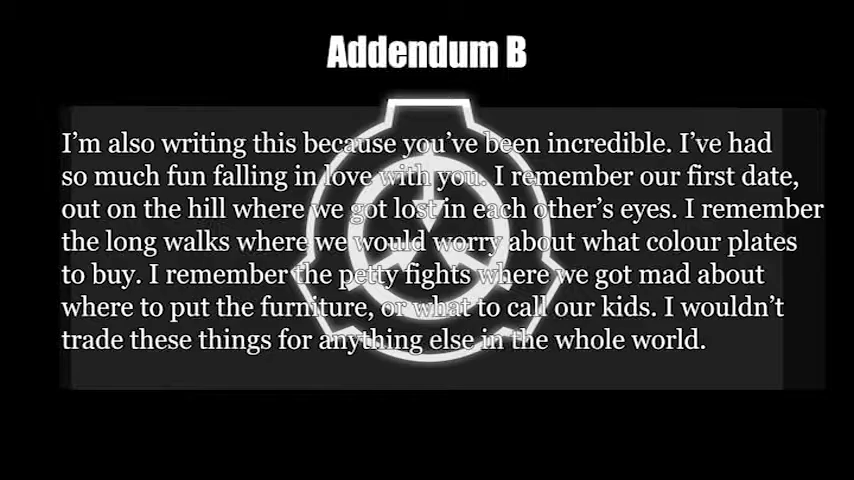 Addendum B
I’m also writing this because you’ve been incredible. I’ve had
so much fun falling in love with you. I remember our first date,
out on the hill where we got lost in each other’s eyes. I remember
the long walks where we would worry about what colour plates
to buy. I remember the petty fights where we got mad about
where to put the furniture, or what to call our kids. I wouldn’t
trade these things for anything else in the whole world.